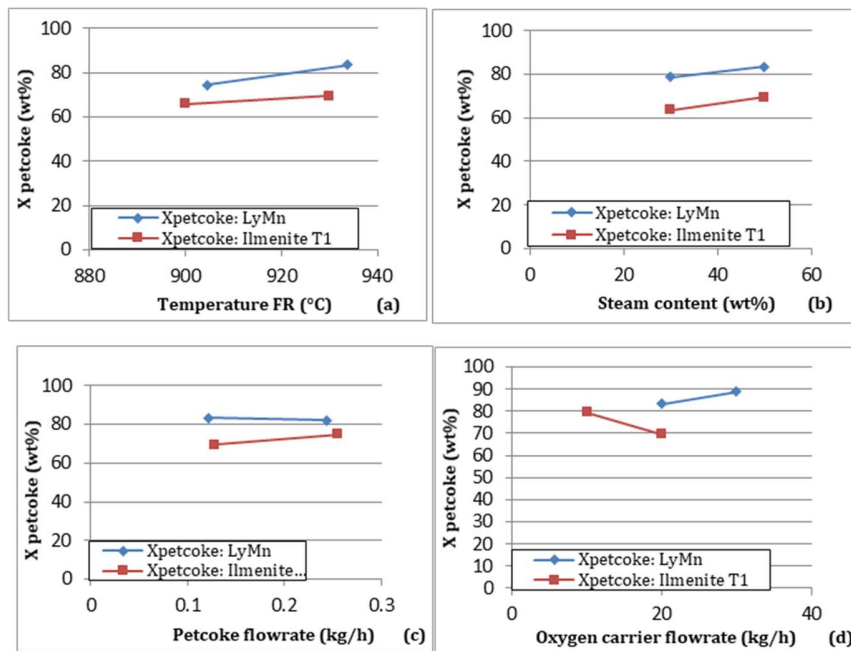 X petcoke (wt%)
100
80
60
40
20
0
Xpetcoke: LyMn
Xpetcoke: Ilmenite T1
880 900 920 940
Temperature FR (°C) (a)
X petcoke (wt%)
100
80
60
40
20
0
Xpetcoke: LyMn
Xpetcoke: Ilmenite T1
0 20 40 60
Steam content (wt%) (b)
X petcoke (wt%)
100
80
60
40
20
0
Xpetcoke: LyMn
Xpetcoke: Ilmenite...
0 0.1 0.2 0.3
Petcoke flowrate (kg/h) (c)
X petcoke (wt%)
100
90
80
70
60
50
40
30
20
10
0
Xpetcoke: LyMn
Xpetcoke: Ilmenite T1
0 20 40
Oxygen carrier flowrate (kg/h) (d)